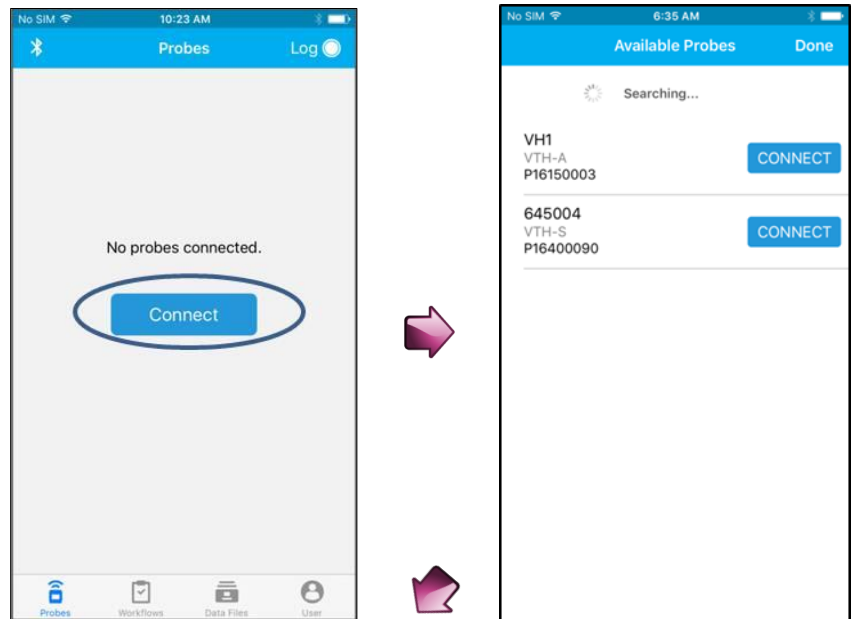 No SIM 10:23 AM
Probes Log
No probes connected.
Connect
Probes Workflows Data Files User
No SIM 6:35 AM
Available Probes Done
Searching...
VH1
VTH-A CONNECT
P16150003
645004
VTH-S CONNECT
P16400090